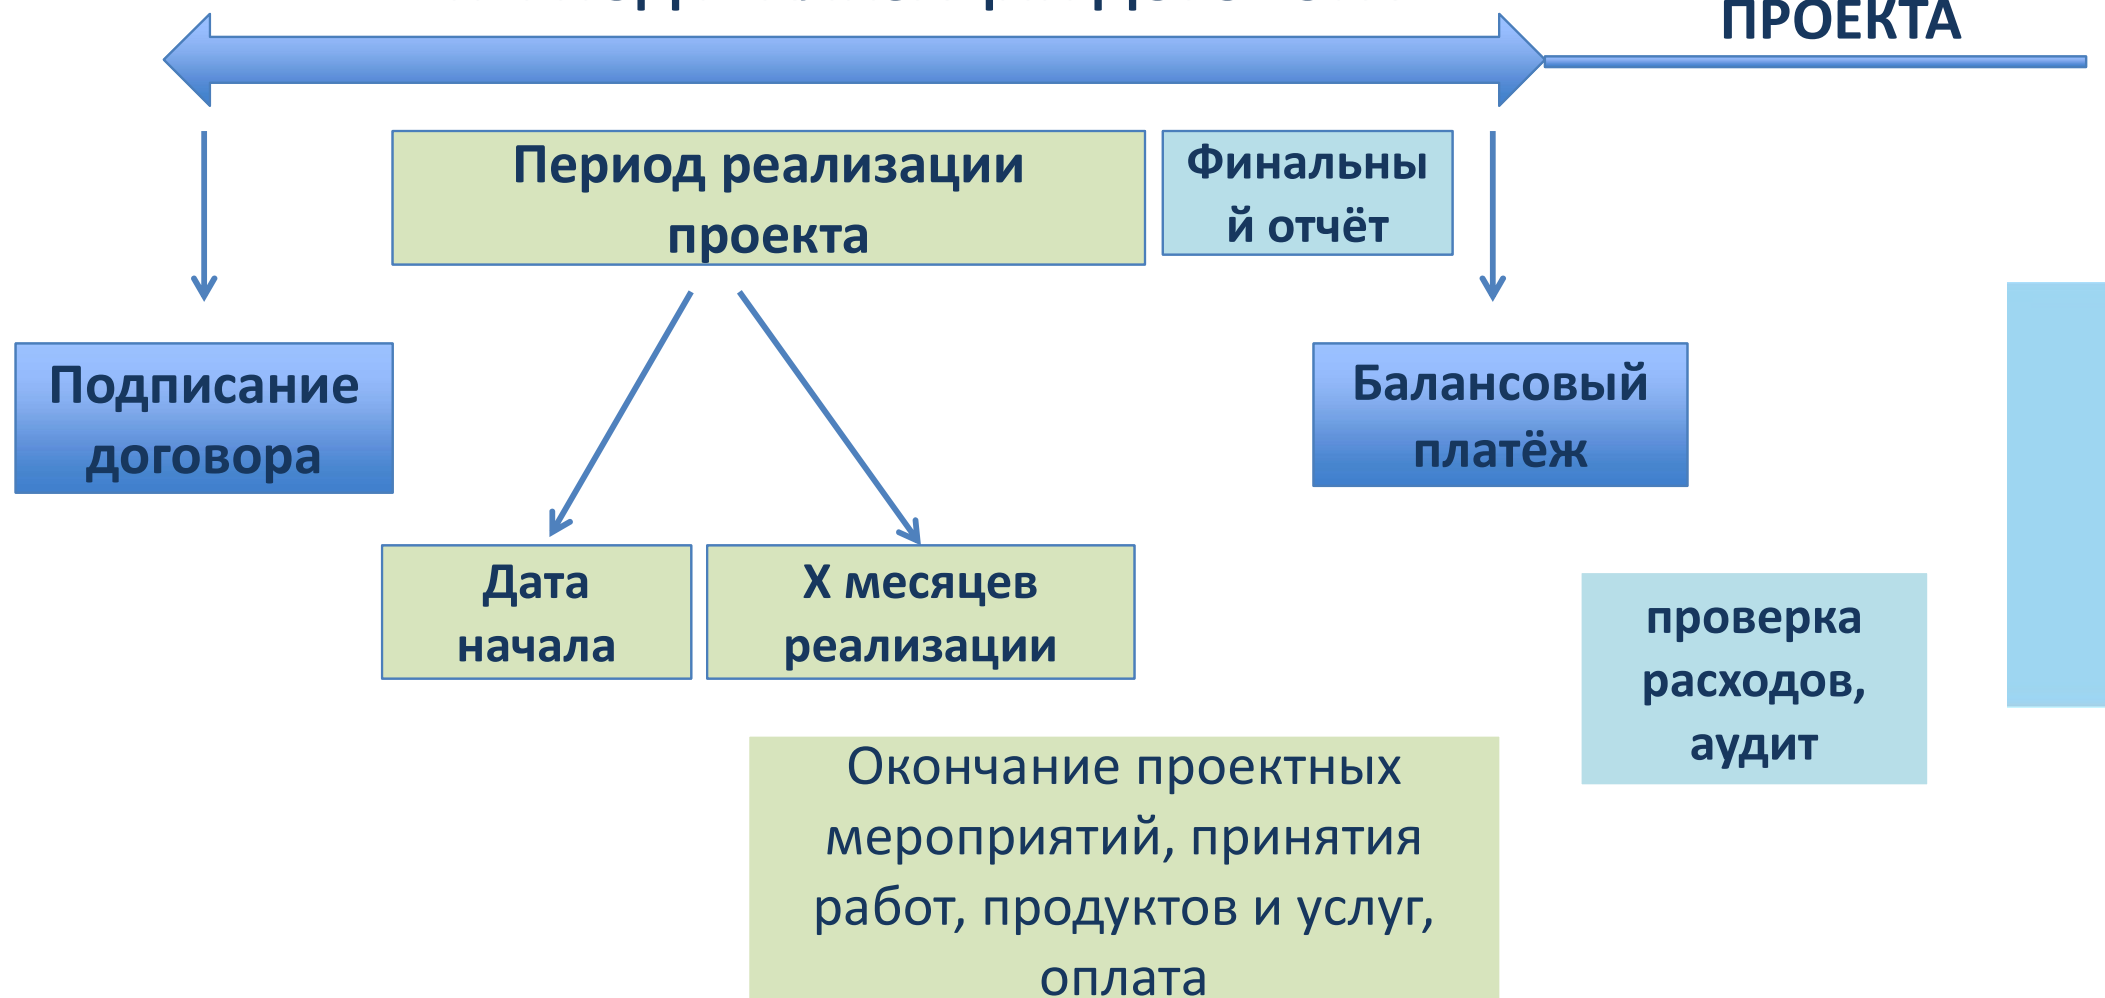 ПРОЕКТА
Период реализации
проекта
Финальны
й отчёт
Подписание
договора
Балансовый
платёж
Дата
начала
X месяцев
реализации
проверка
расходов,
аудит
Окончание проектных
мероприятий, принятия
работ, продуктов и услуг,
оплата